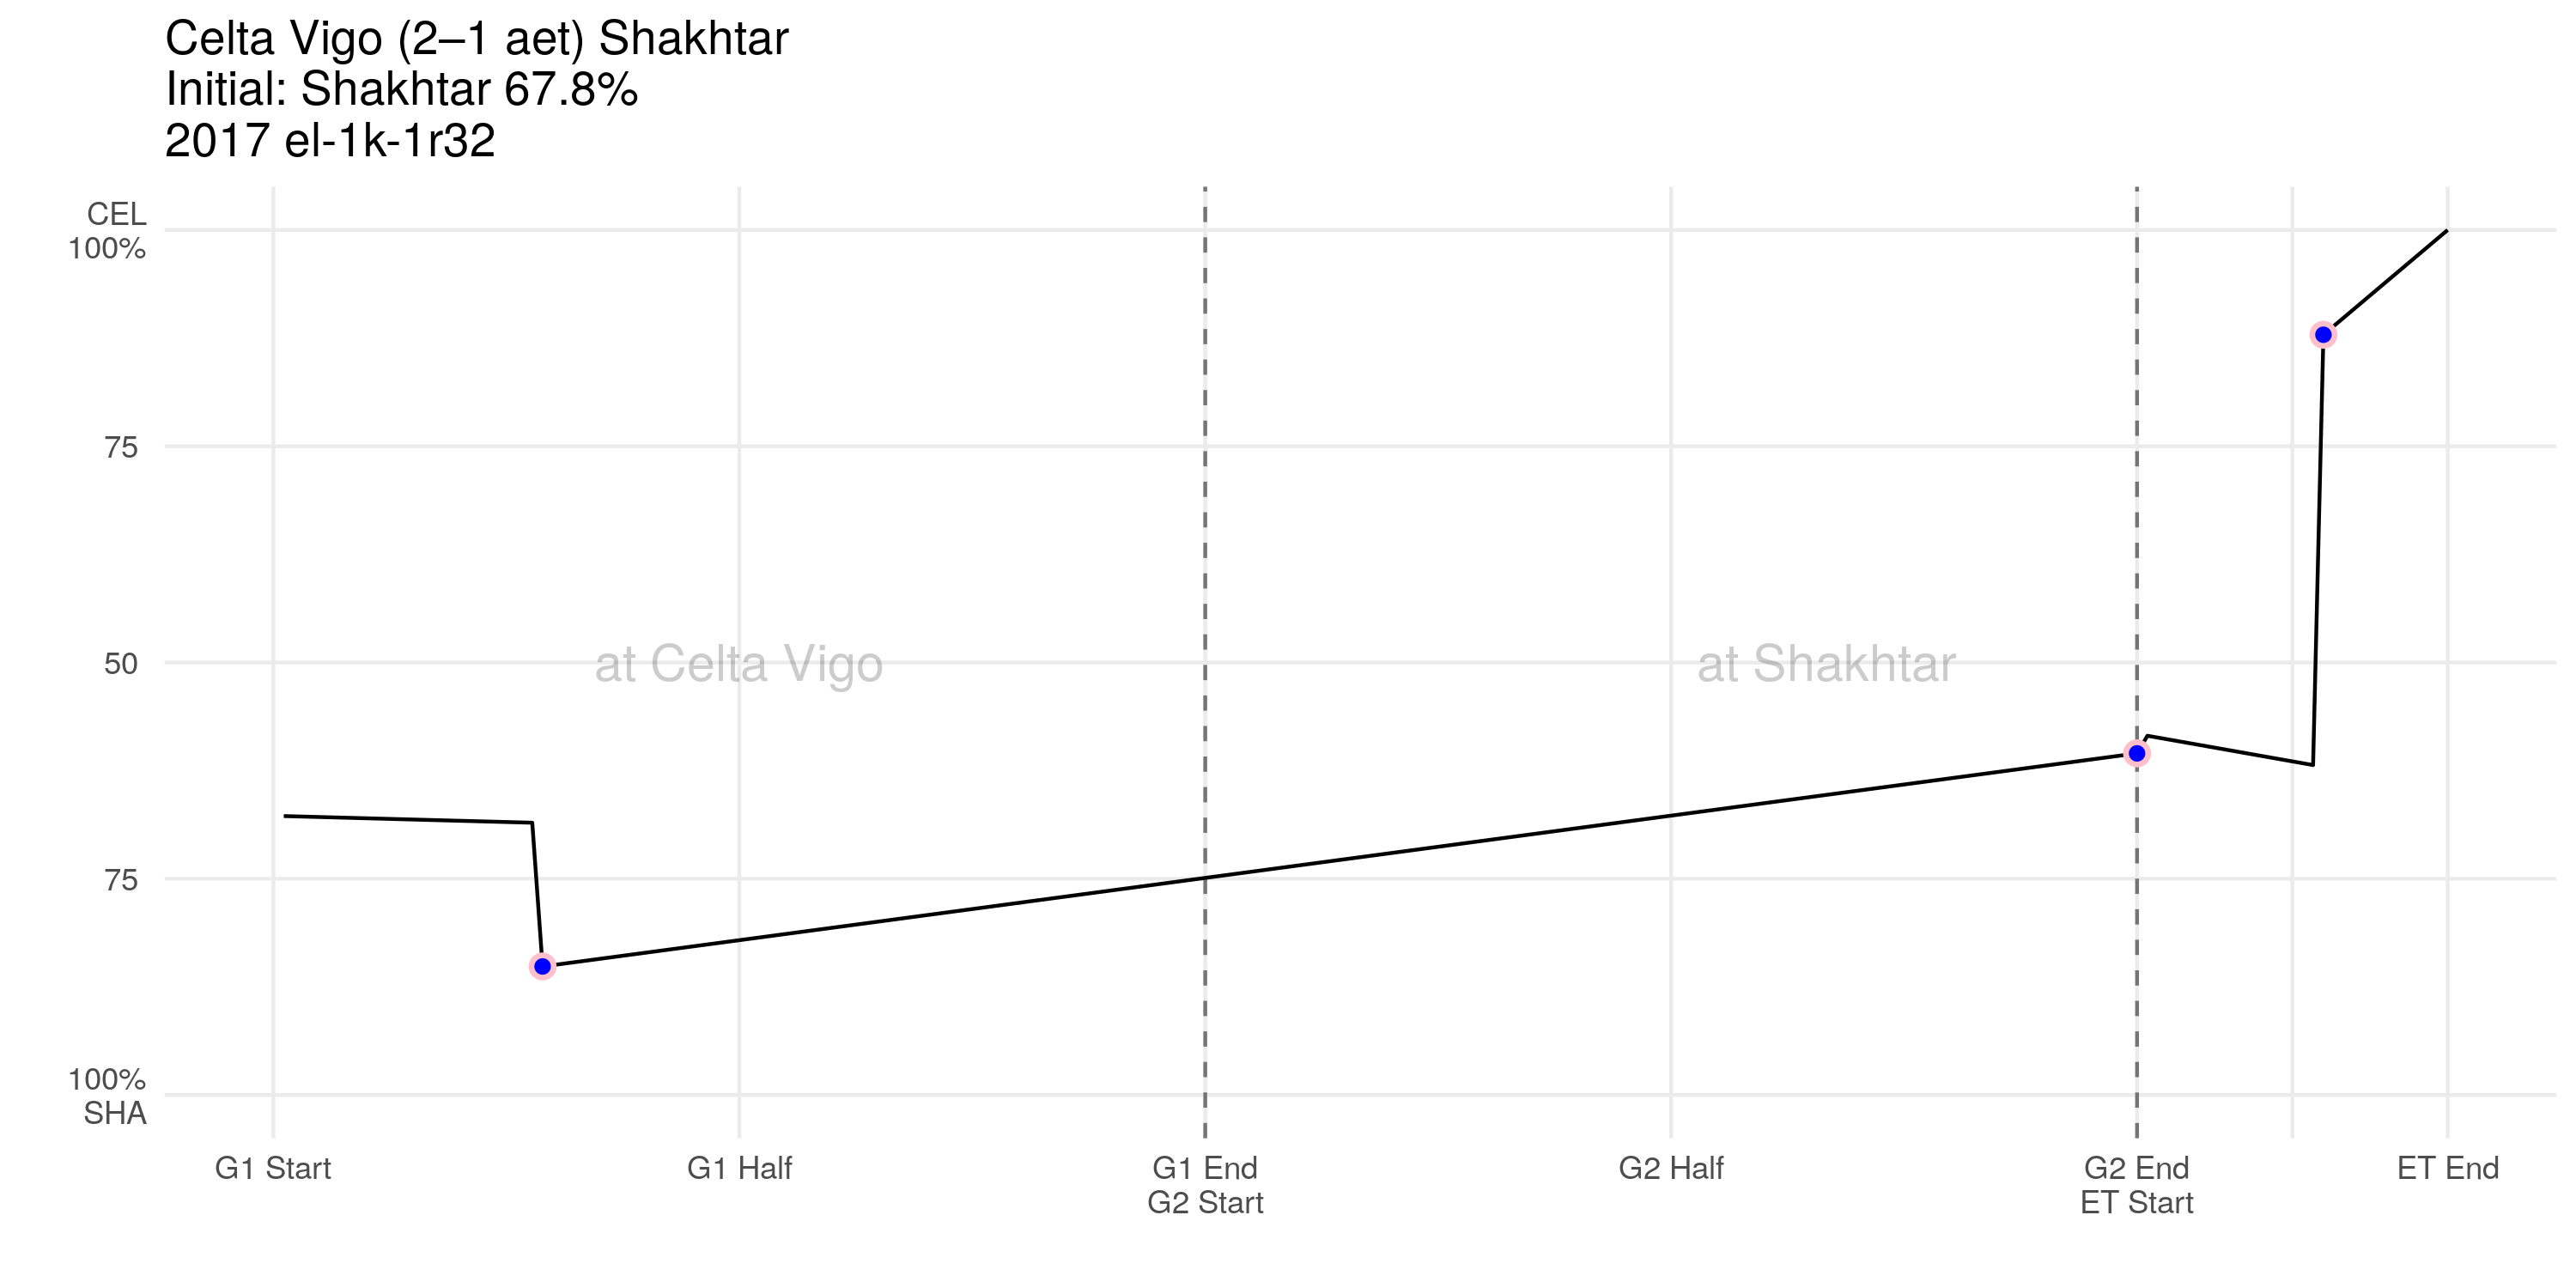 Celta Vigo (2–1 aet) Shakhtar
Initial: Shakhtar 67.8%
2017 el-1k-1r32
CEL
100%
75
50
75
100%
SHA
at Celta Vigo
at Shakhtar
G1 Start
G1 Half
G1 End
G2 Start
G2 Half
G2 End
ET Start
ET End